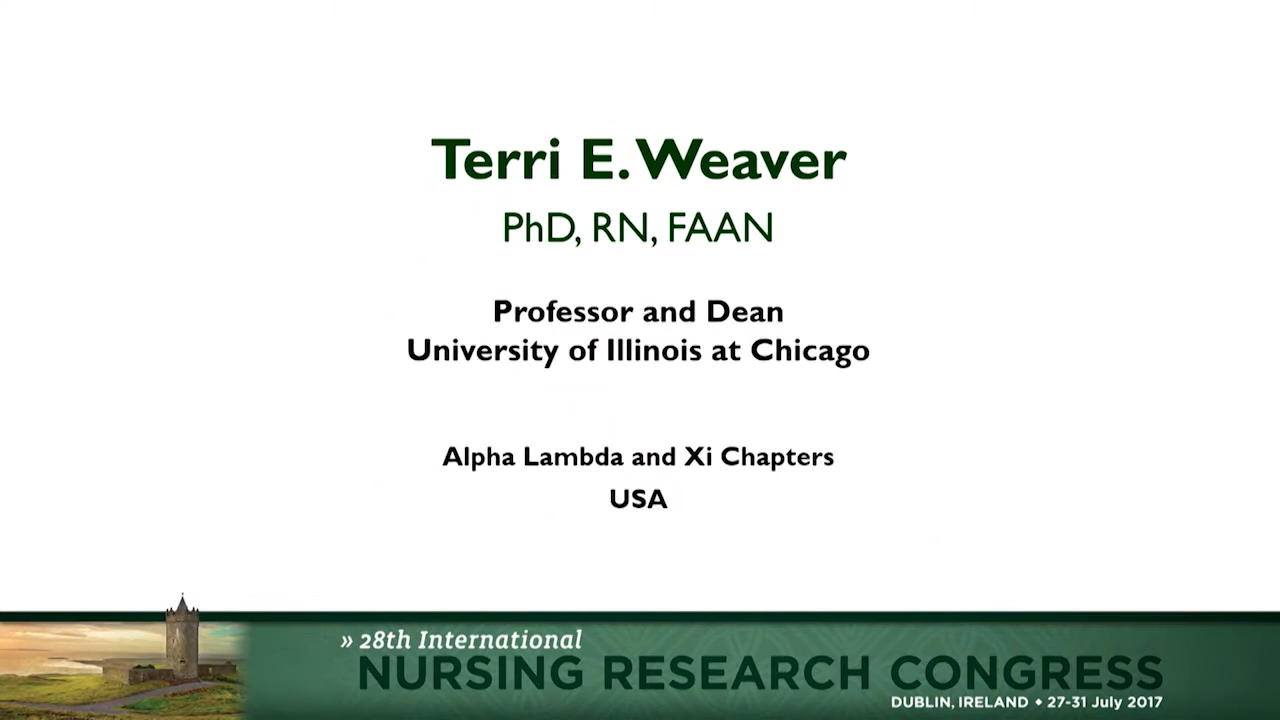 Terri E. Weaver
PhD, RN, FAAN
Professor and Dean
University of Illinois at Chicago
Alpha Lambda and Xi Chapters
USA
» 28th International
NURSING RESEARCH CONGRESS
DUBLIN, IRELAND • 27-31 July 2017